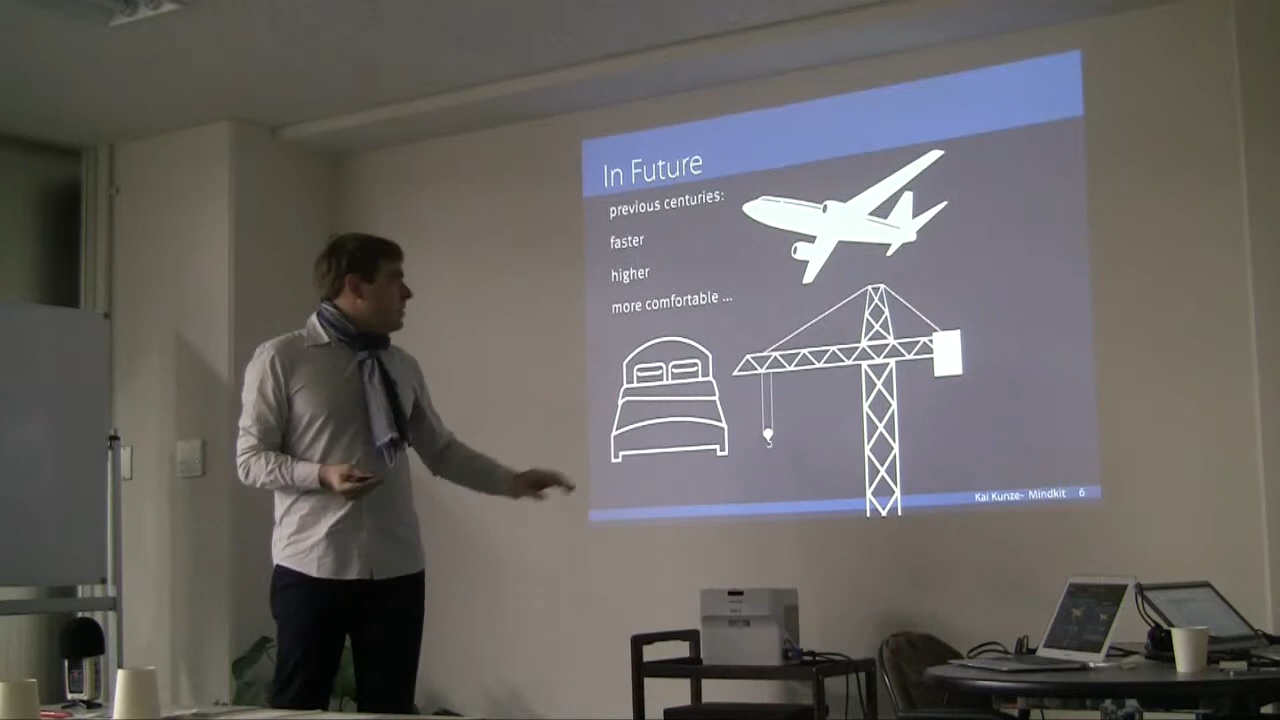 In Future
previous centuries:
faster
higher
more comfortable ...
Kai Kunze- Mindkit 6